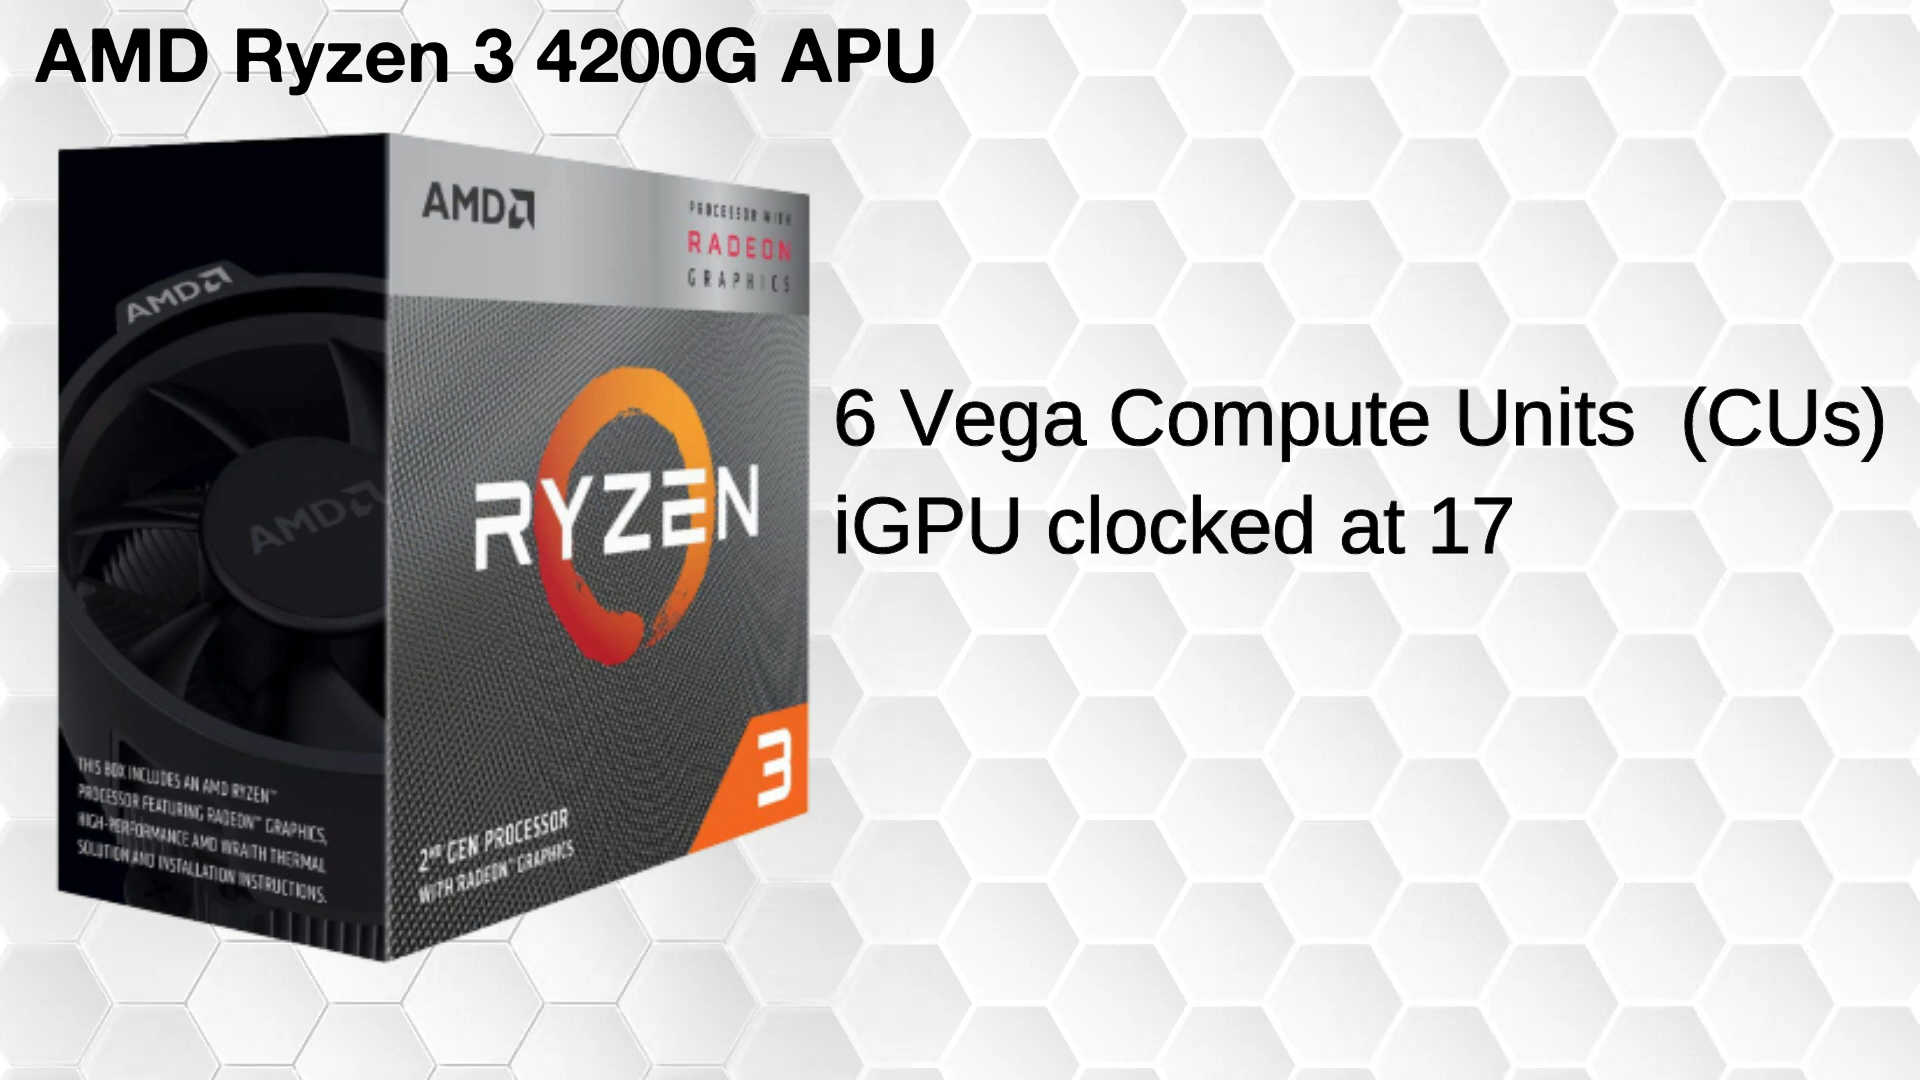 AMD Ryzen 3 4200G APU
AMD
PROCESSOR WITH
RADEON
GRAPHICS
AMD
AMD
RYZEN
6 Vega Compute Units (CUs)
iGPU clocked at 17
3
THIS BOX INCLUDES AN AMD RYZEN™
PROCESSOR FEATURING RADEON™ GRAPHICS,
HIGH-PERFORMANCE AMD WRAITH THERMAL
SOLUTION AND INSTALLATION INSTRUCTIONS.
2ND GEN PROCESSOR
WITH RADEON™ GRAPHICS